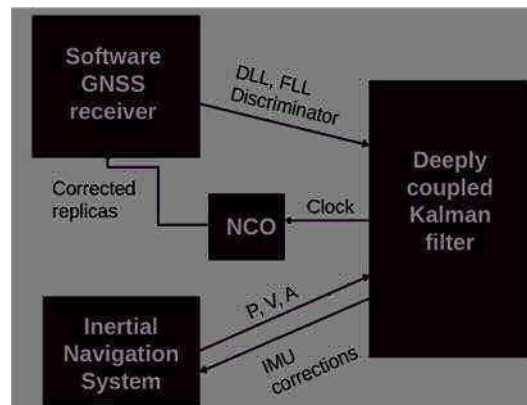 Software
GNSS
receiver
DLL, FLL
Discriminator
Deeply
coupled
Kalman
filter
Corrected
replicas
NCO
Clock
P, V, A
Inertial
Navigation
System
IMU
corrections